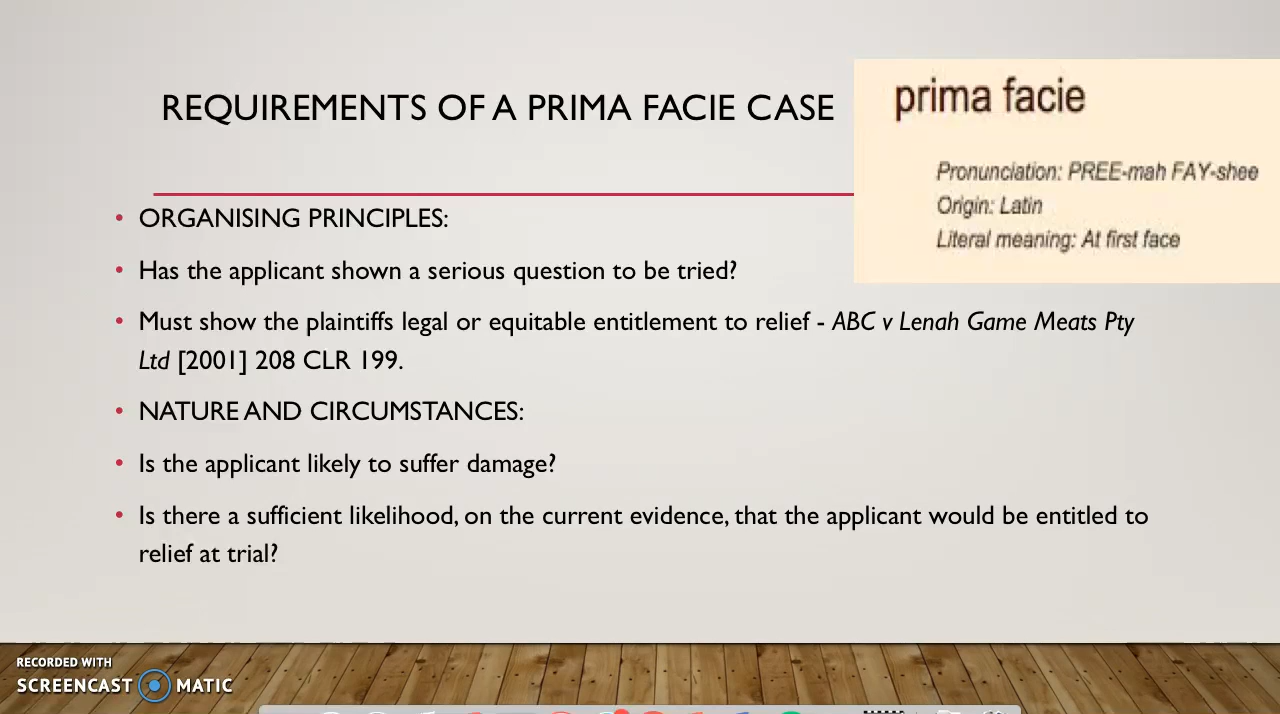 REQUIREMENTS OF A PRIMA FACIE CASE
prima facie
Pronunciation: PREE-mah FAY-shee
Origin: Latin
Literal meaning: At first face
• ORGANISING PRINCIPLES:
• Has the applicant shown a serious question to be tried?
• Must show the plaintiffs legal or equitable entitlement to relief - ABC v Lenah Game Meats Pty
Ltd [2001] 208 CLR 199.
• NATURE AND CIRCUMSTANCES:
• Is the applicant likely to suffer damage?
• Is there a sufficient likelihood, on the current evidence, that the applicant would be entitled to
relief at trial?
RECORDED WITH
SCREENCAST MATIC